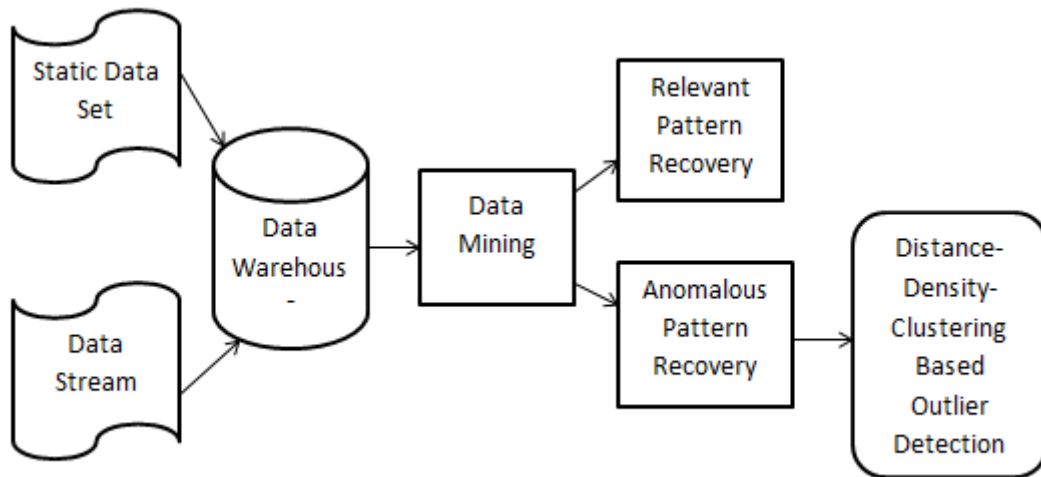 Static Data
Set
Data
Stream
Data
Warehous
-
Data
Mining
Relevant
Pattern
Recovery
Anomalous
Pattern
Recovery
Distance-
Density-
Clustering
Based
Outlier
Detection